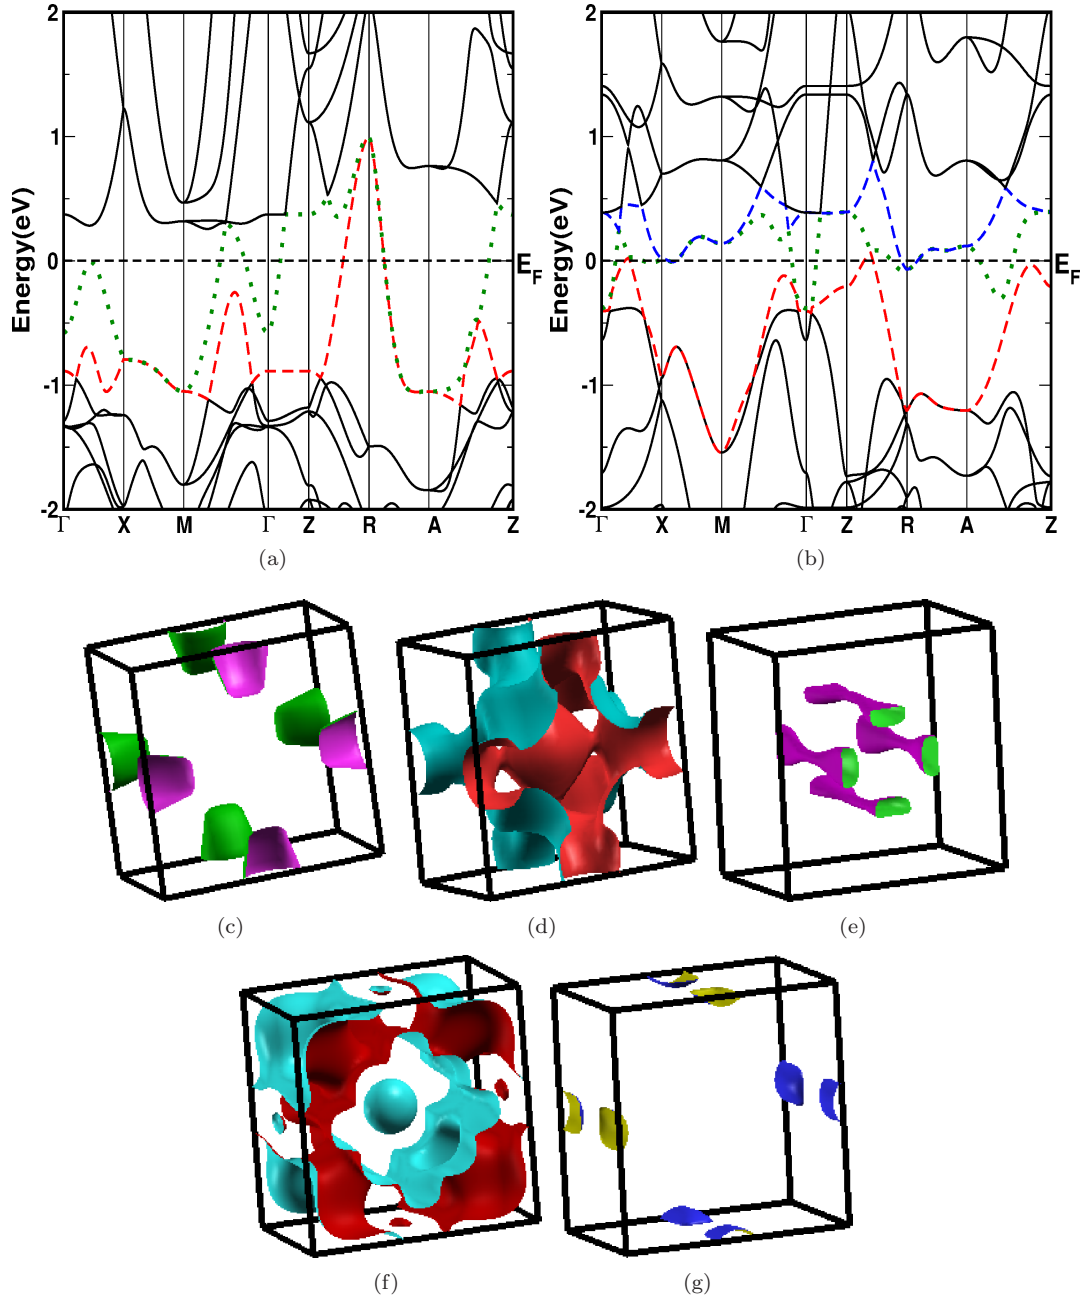 2
1
0
-1
-2
Energy(eV)
Γ X M Γ Z R A Z
E_F
(a)
2
1
0
-1
-2
Energy(eV)
Γ X M Γ Z R A Z
E_F
(b)
(c) (d) (e)
(f) (g)